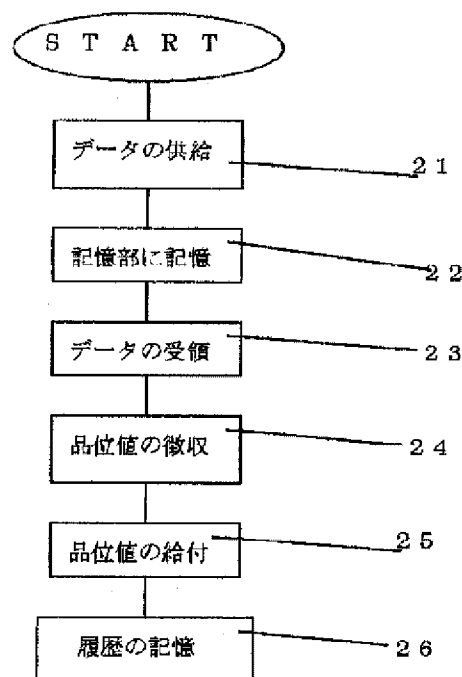 ＳＴＡＲＴ
データの供給
２１
記憶部に記憶
２２
データの受領
２３
品位値の徴収
２４
品位値の給付
２５
履歴の記憶
２６